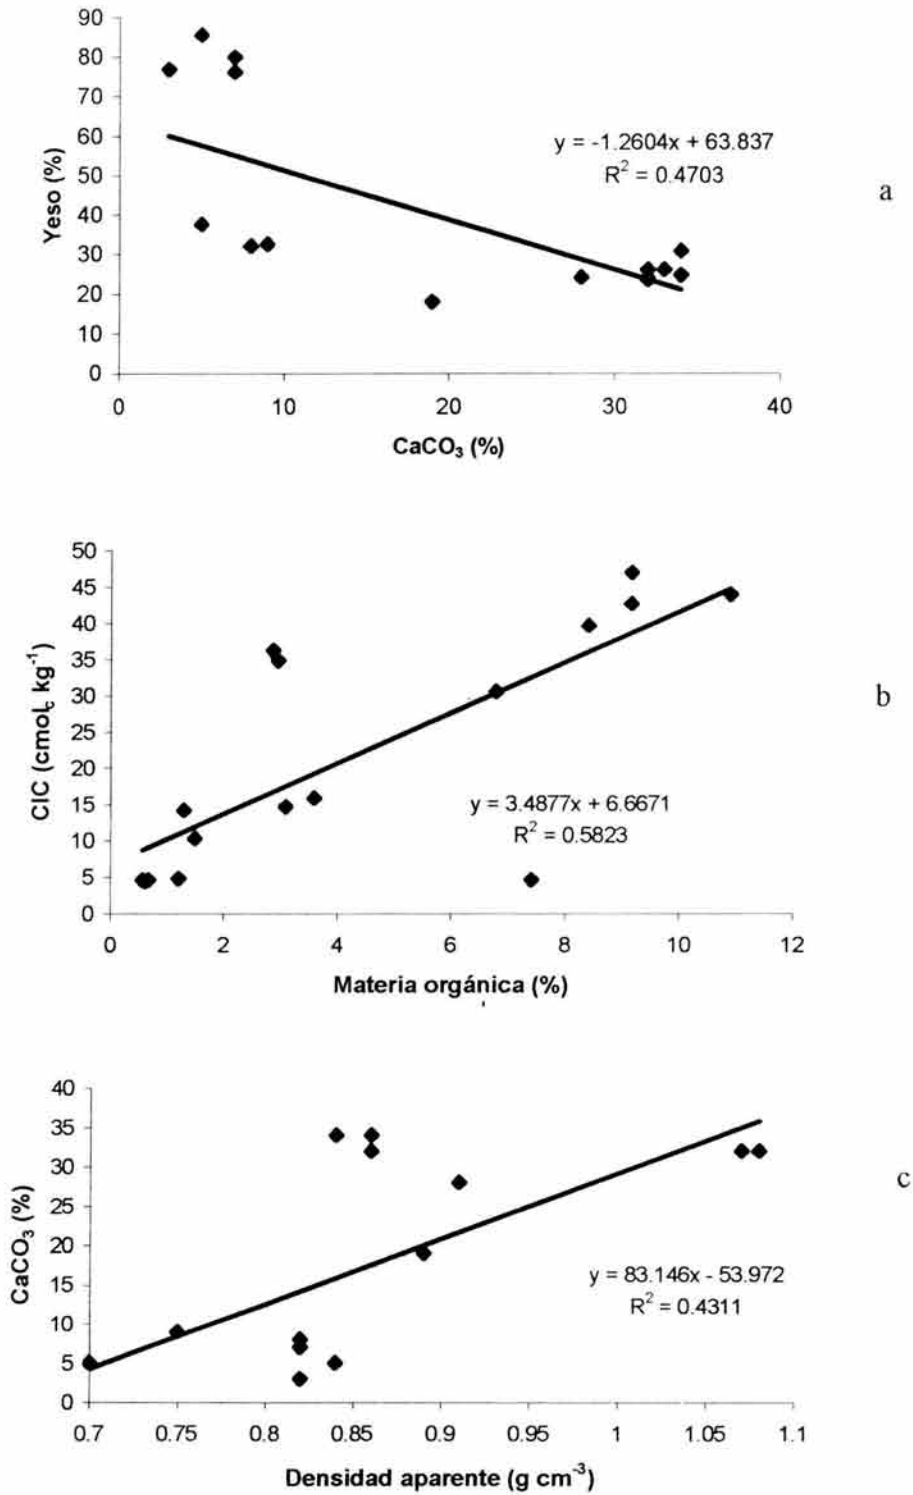 90
80
70
60
50
40
30
20
10
0
Yeso (%)
y = -1.2604x + 63.837
R² = 0.4703
a
0 10 20 30 40
CaCO₃ (%)
50
45
40
35
30
25
20
15
10
5
0
CIC (cmol꜀ kg⁻¹)
b
y = 3.4877x + 6.6671
R² = 0.5823
0 2 4 6 8 10 12
Materia orgánica (%)
40
35
30
25
20
15
10
5
0
CaCO₃ (%)
c
y = 83.146x - 53.972
R² = 0.4311
0.7 0.75 0.8 0.85 0.9 0.95 1 1.05 1.1
Densidad aparente (g cm⁻³)